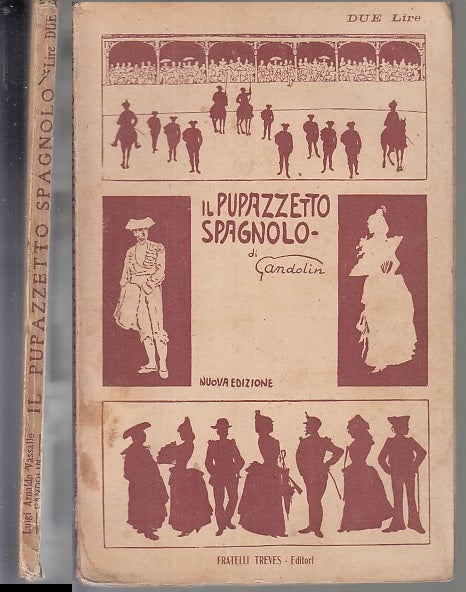 Luigi Arnaldo Vassallo
GANDOLIN
IL PUPAZZETTO SPAGNOLO
Lire DUE
DUE Lire
IL PUPAZZETTO
SPAGNOLO-
di
Gandolin
NUOVA EDIZIONE
FRATELLI TREVES - Editori